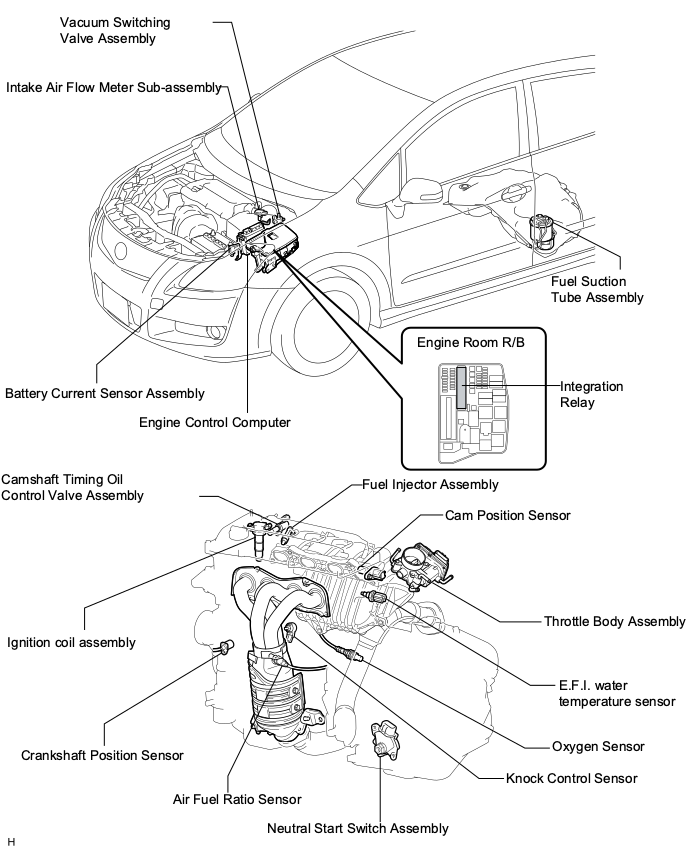 Vacuum Switching
Valve Assembly
Intake Air Flow Meter Sub-assembly
Fuel Suction
Tube Assembly
Engine Room R/B
Integration
Relay
Battery Current Sensor Assembly
Engine Control Computer
Camshaft Timing Oil
Control Valve Assembly
Fuel Injector Assembly
Cam Position Sensor
Throttle Body Assembly
Ignition coil assembly
E.F.I. water
temperature sensor
Crankshaft Position Sensor
Oxygen Sensor
Knock Control Sensor
Air Fuel Ratio Sensor
Neutral Start Switch Assembly
H